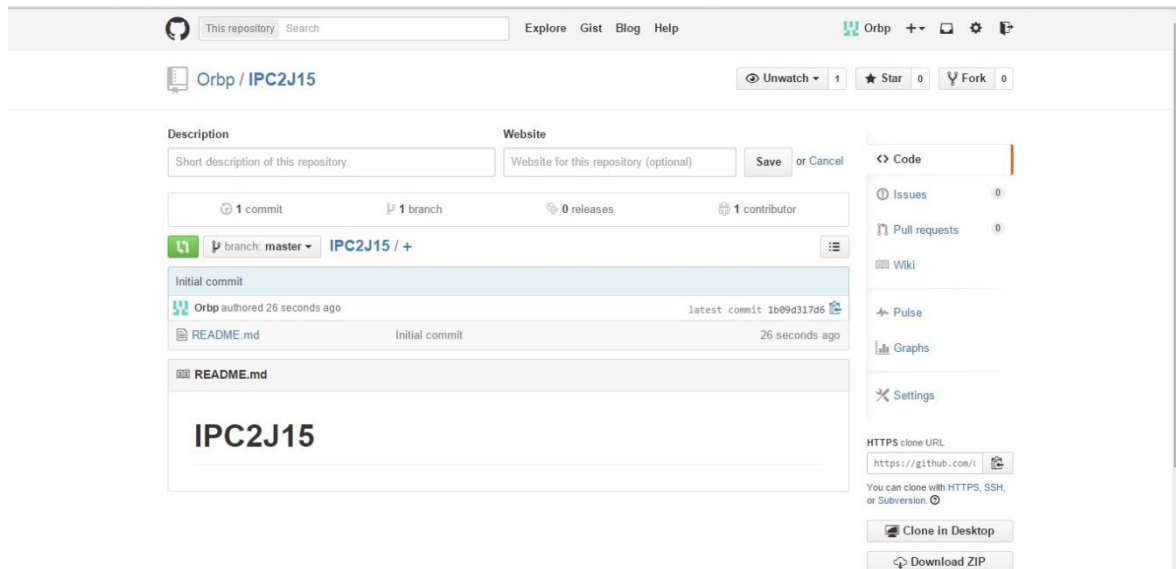 This repository Search Explore Gist Blog Help Orbp +
Orbp / IPC2J15 Unwatch 1 Star 0 Fork 0
Description Website
Short description of this repository Website for this repository (optional) Save or Cancel
1 commit 1 branch 0 releases 1 contributor
branch: master IPC2J15 / +
Initial commit
Orbp authored 26 seconds ago latest commit 1b09d317d6
README.md Initial commit 26 seconds ago
README.md
IPC2J15
<> Code
Issues 0
Pull requests 0
Wiki
Pulse
Graphs
Settings
HTTPS clone URL
https://github.com/
You can clone with HTTPS, SSH,
or Subversion.
Clone in Desktop
Download ZIP